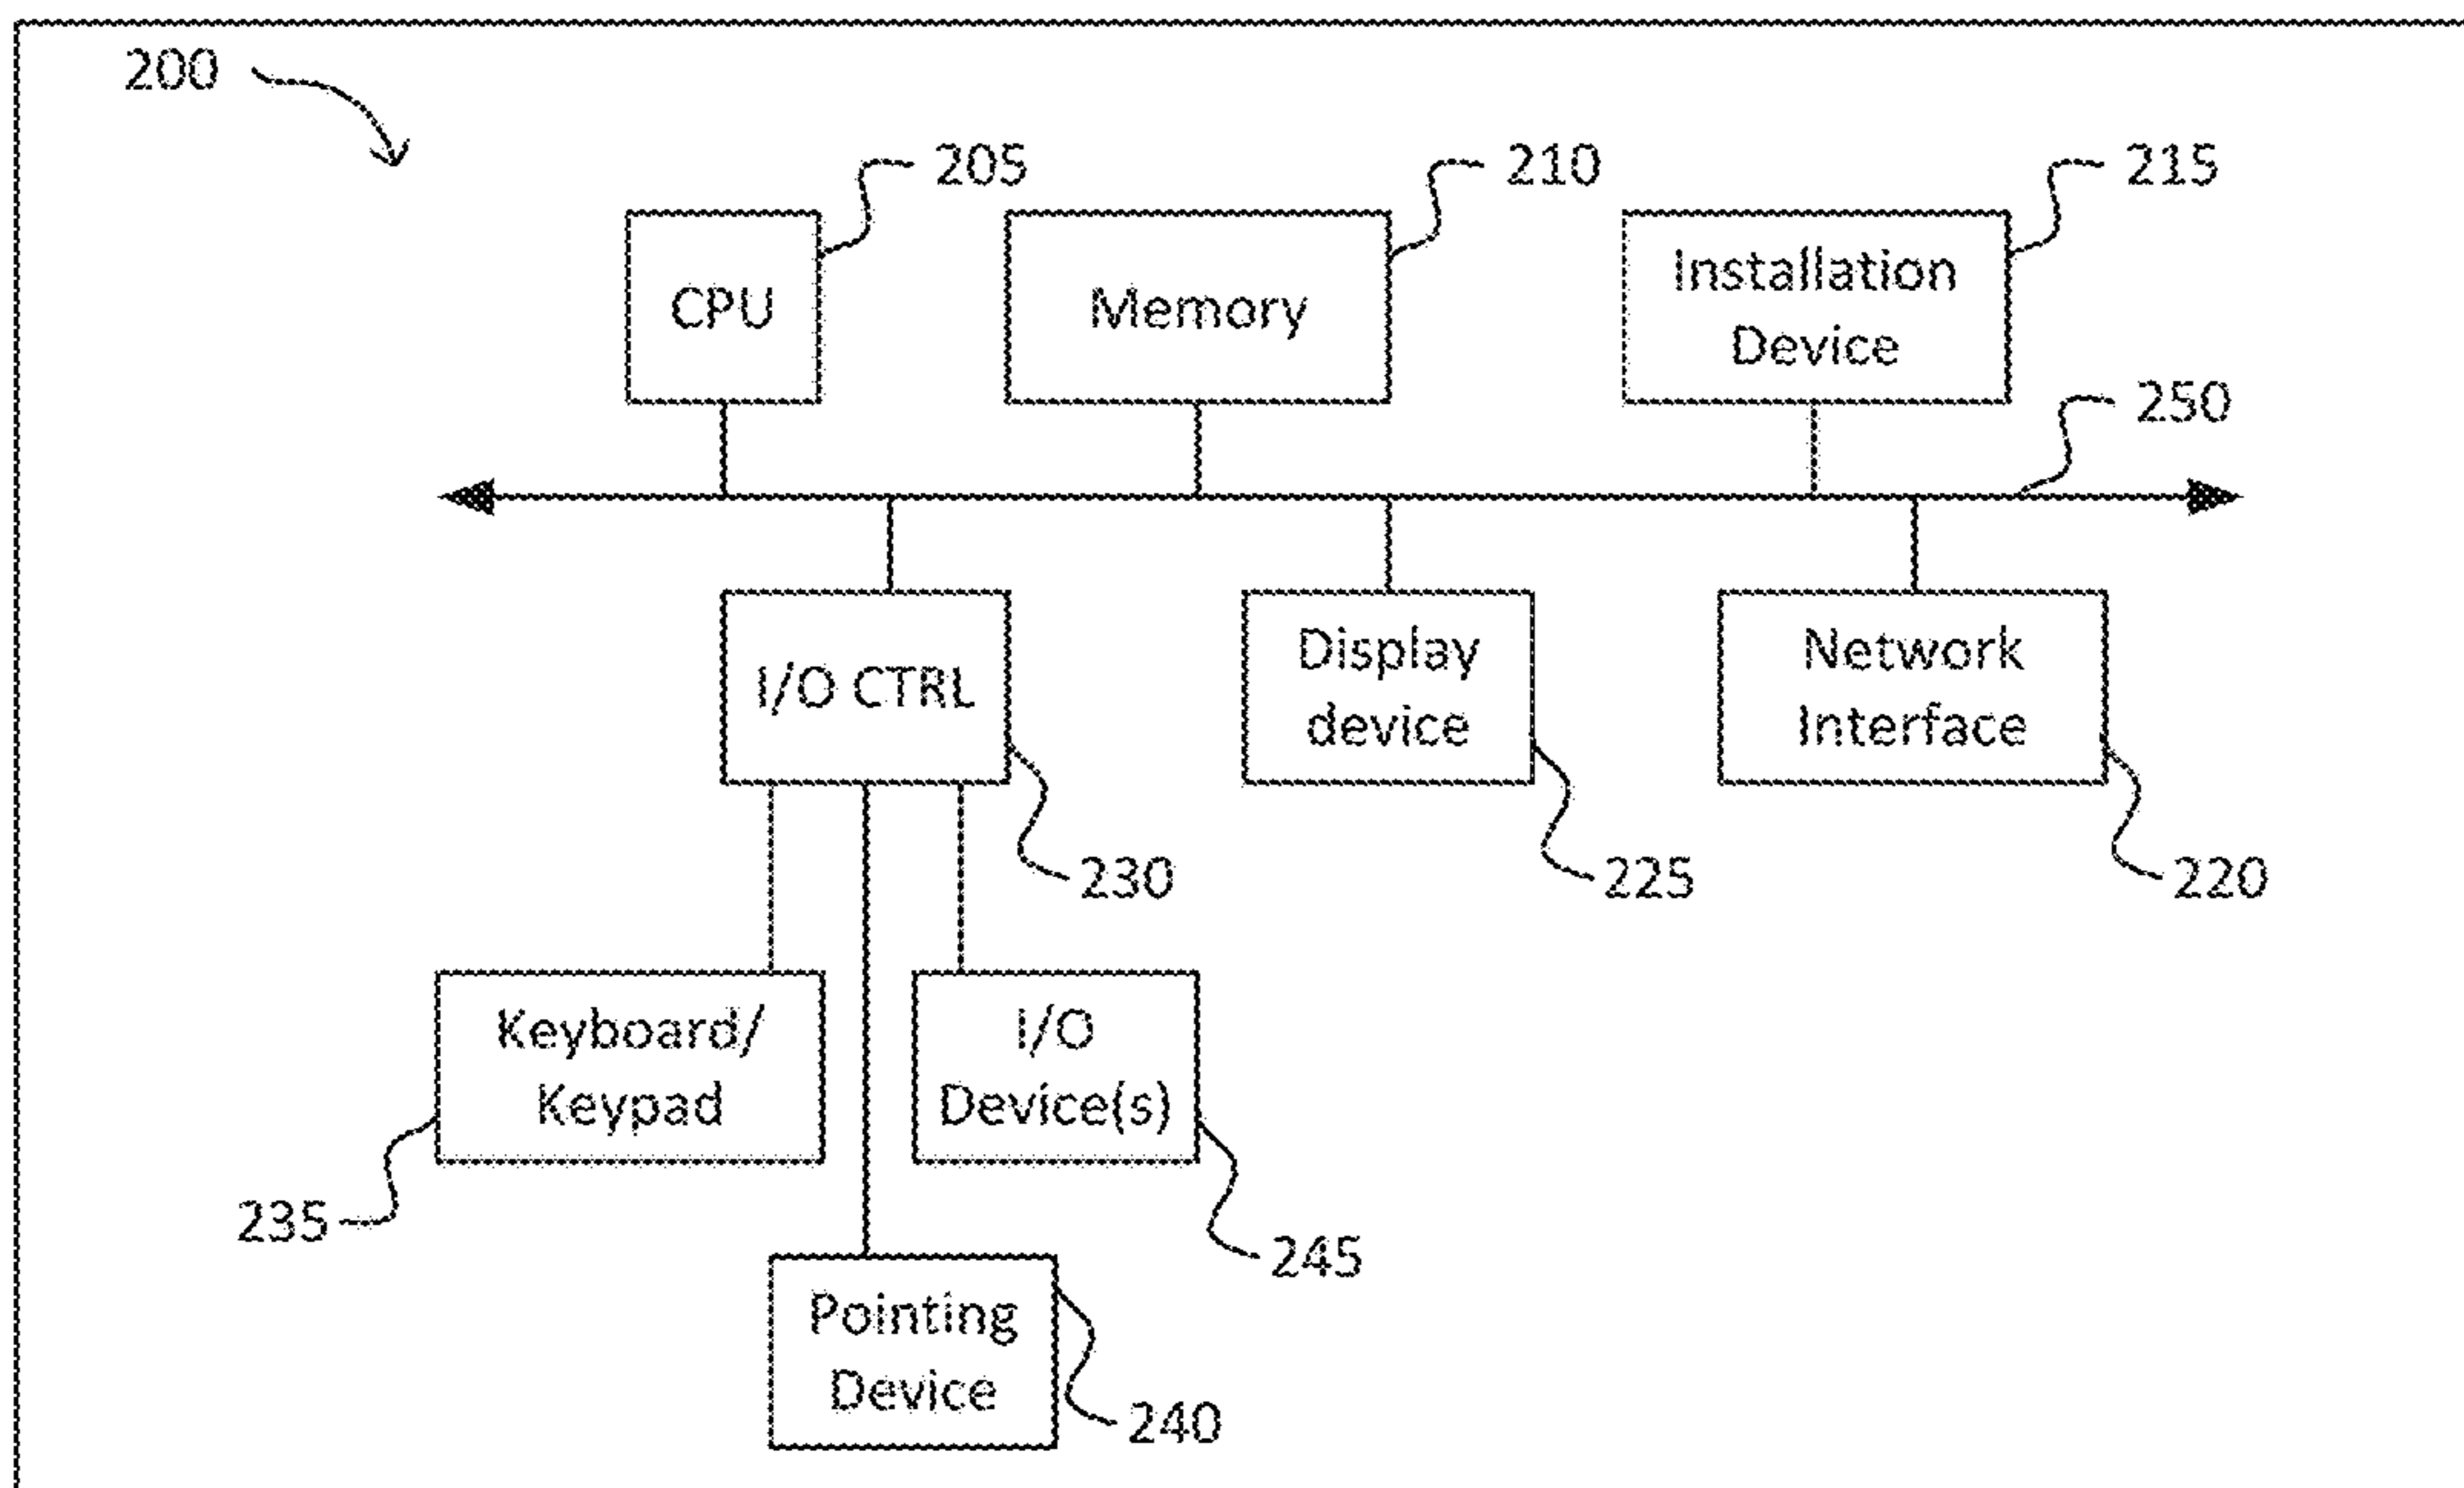 200
205
210
215
CPU
Memory
Installation
Device
250
I/O CTRL
Display
device
Network
Interface
230
225
220
Keyboard/
Keypad
I/O
Device(s)
235
245
Pointing
Device
240